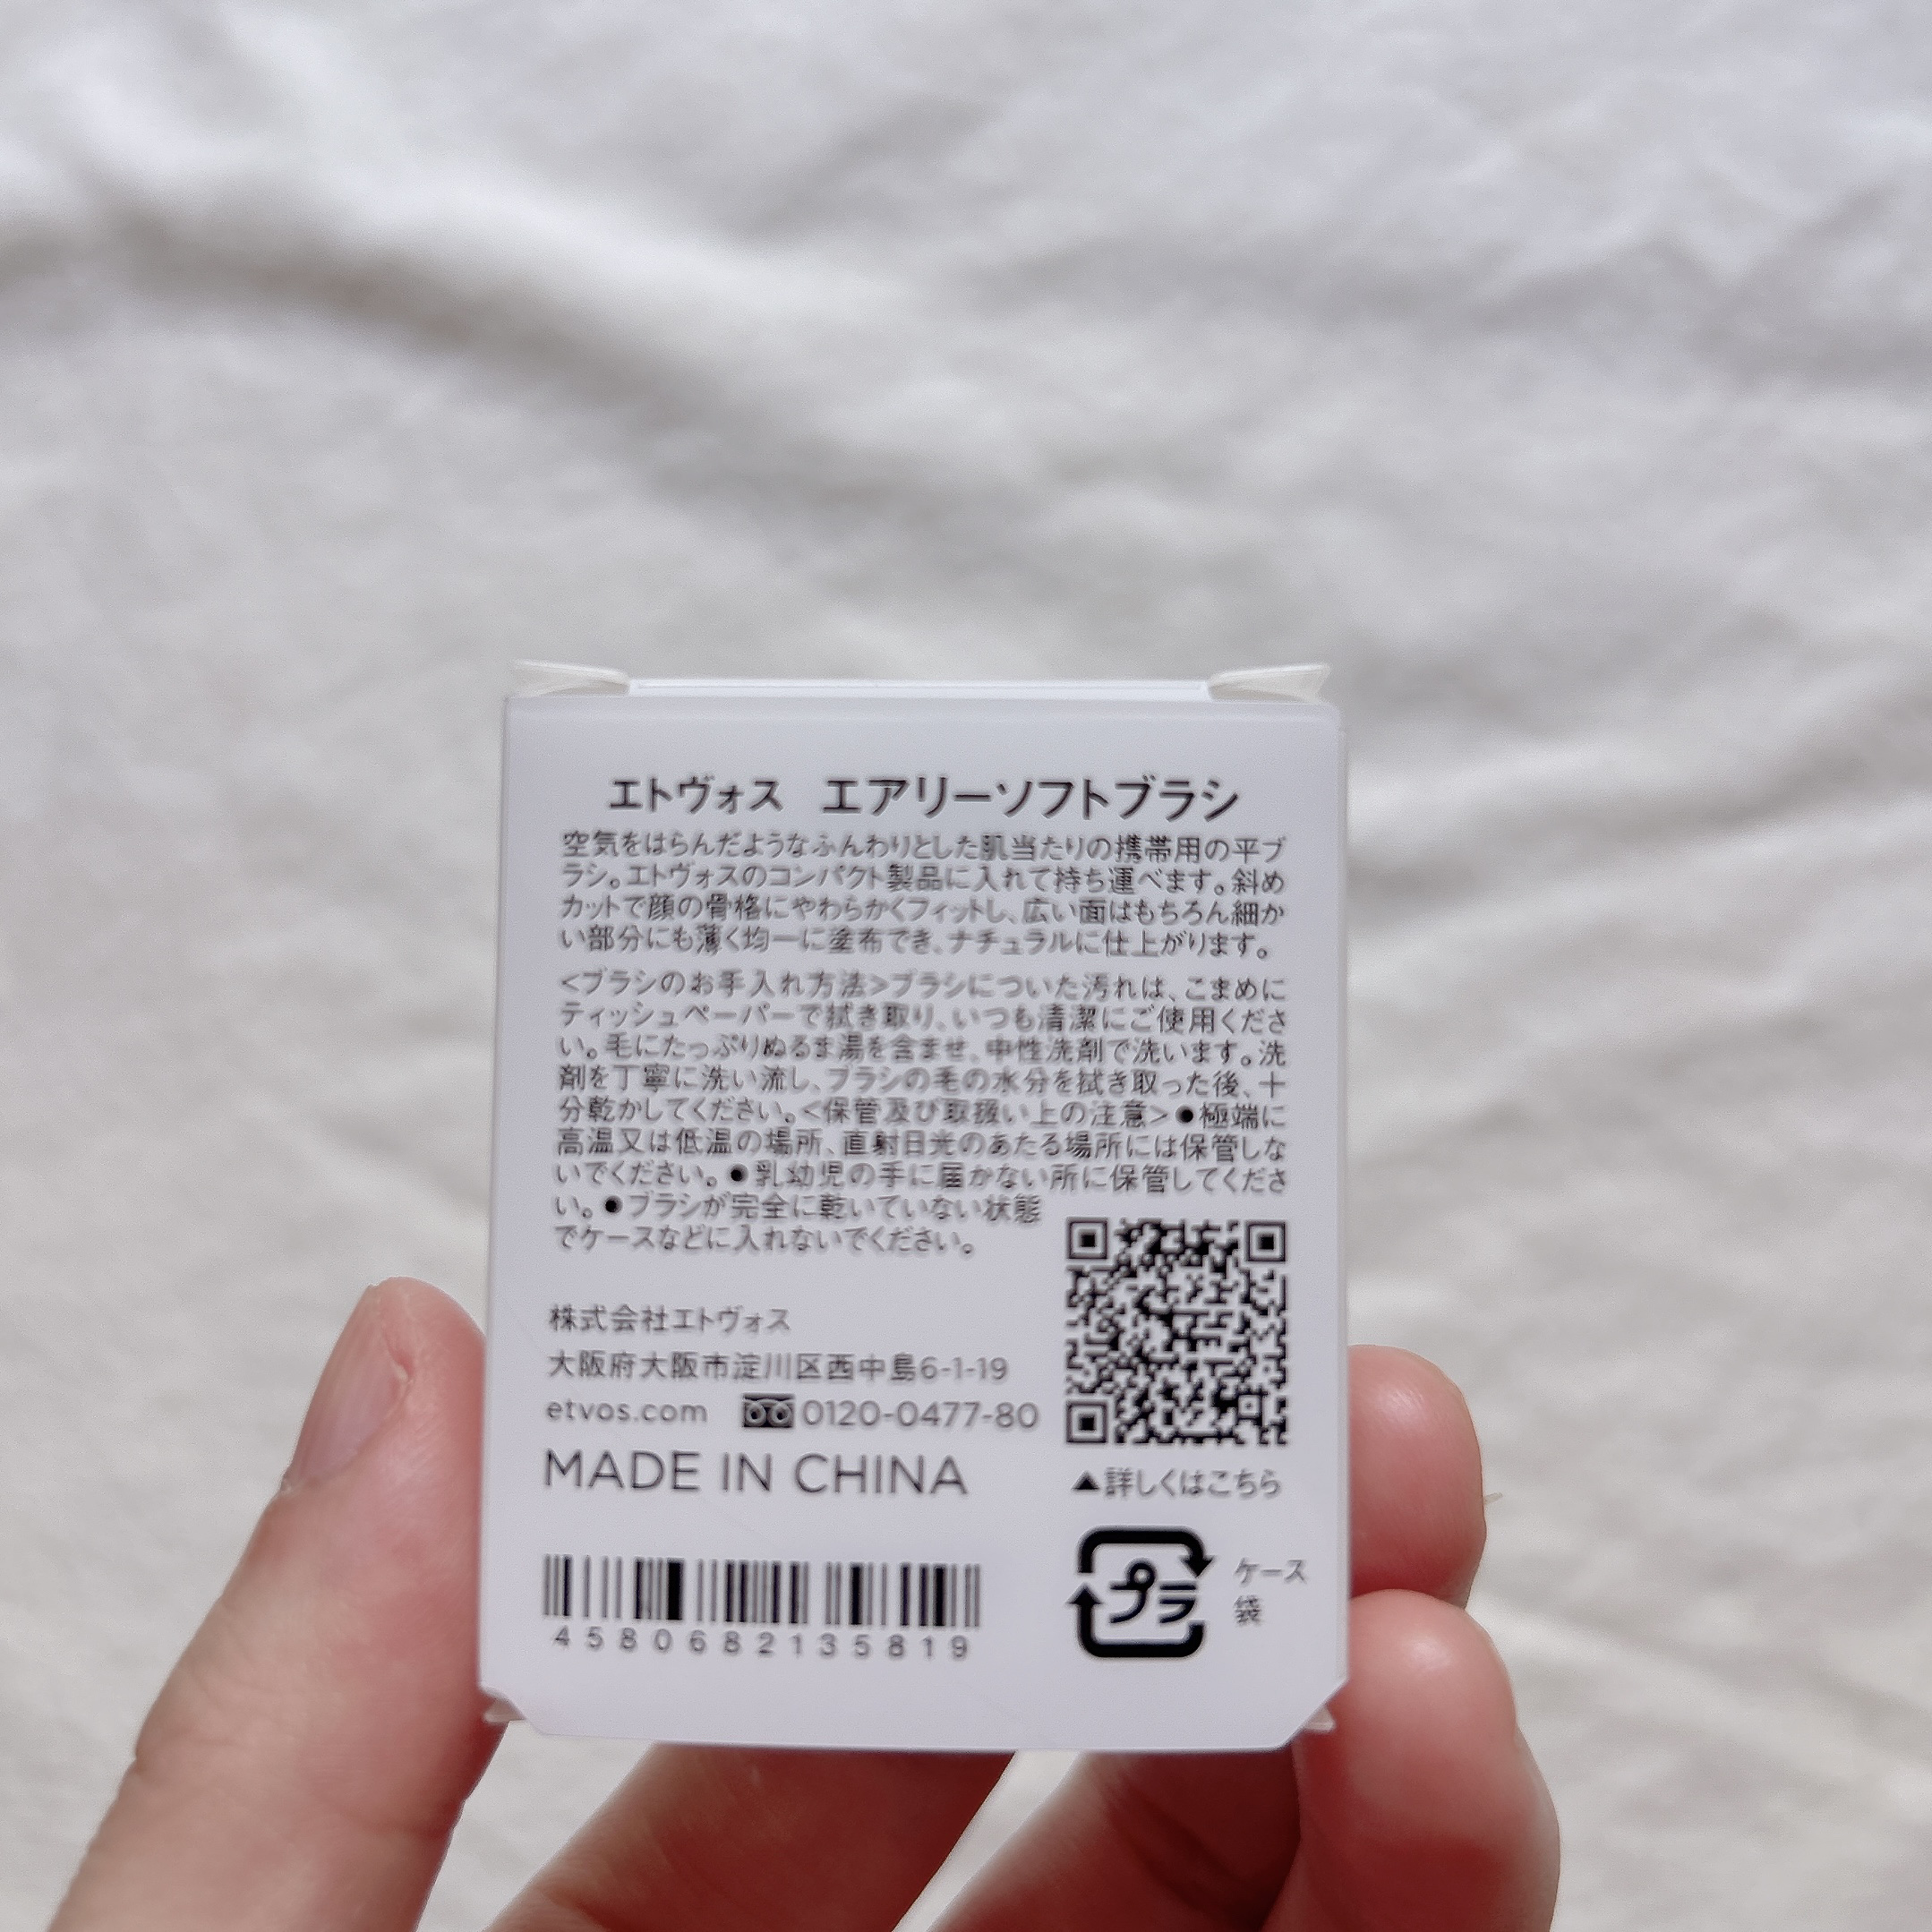 エトヴォス　エアリーソフトブラシ
空気をはらんだようなふんわりとした肌当たりの携帯用の平ブ
ラシ。エトヴォスのコンパクト製品に入れて持ち運べます。斜め
カットで顔の骨格にやわらかくフィットし、広い面はもちろん細か
い部分にも薄く均一に塗布でき、ナチュラルに仕上がります。
<ブラシのお手入れ方法>ブラシについた汚れは、こまめに
ティッシュペーパーで拭き取り、いつも清潔にご使用くださ
い。毛にたっぷりぬるま湯を含ませ、中性洗剤で洗います。洗
剤を丁寧に洗い流し、ブラシの毛の水分を拭き取った後、十
分乾かしてください。<保管及び取扱い上の注意>●極端に
高温又は低温の場所、直射日光のあたる場所には保管しな
いでください。●乳幼児の手に届かない所に保管してくださ
い。●ブラシが完全に乾いていない状態
でケースなどに入れないでください。
株式会社エトヴォス
大阪府大阪市淀川区西中島6-1-19
etvos.com 0120-0477-80
MADE IN CHINA
▲詳しくはこちら
プラ
ケース
袋
4580682135819